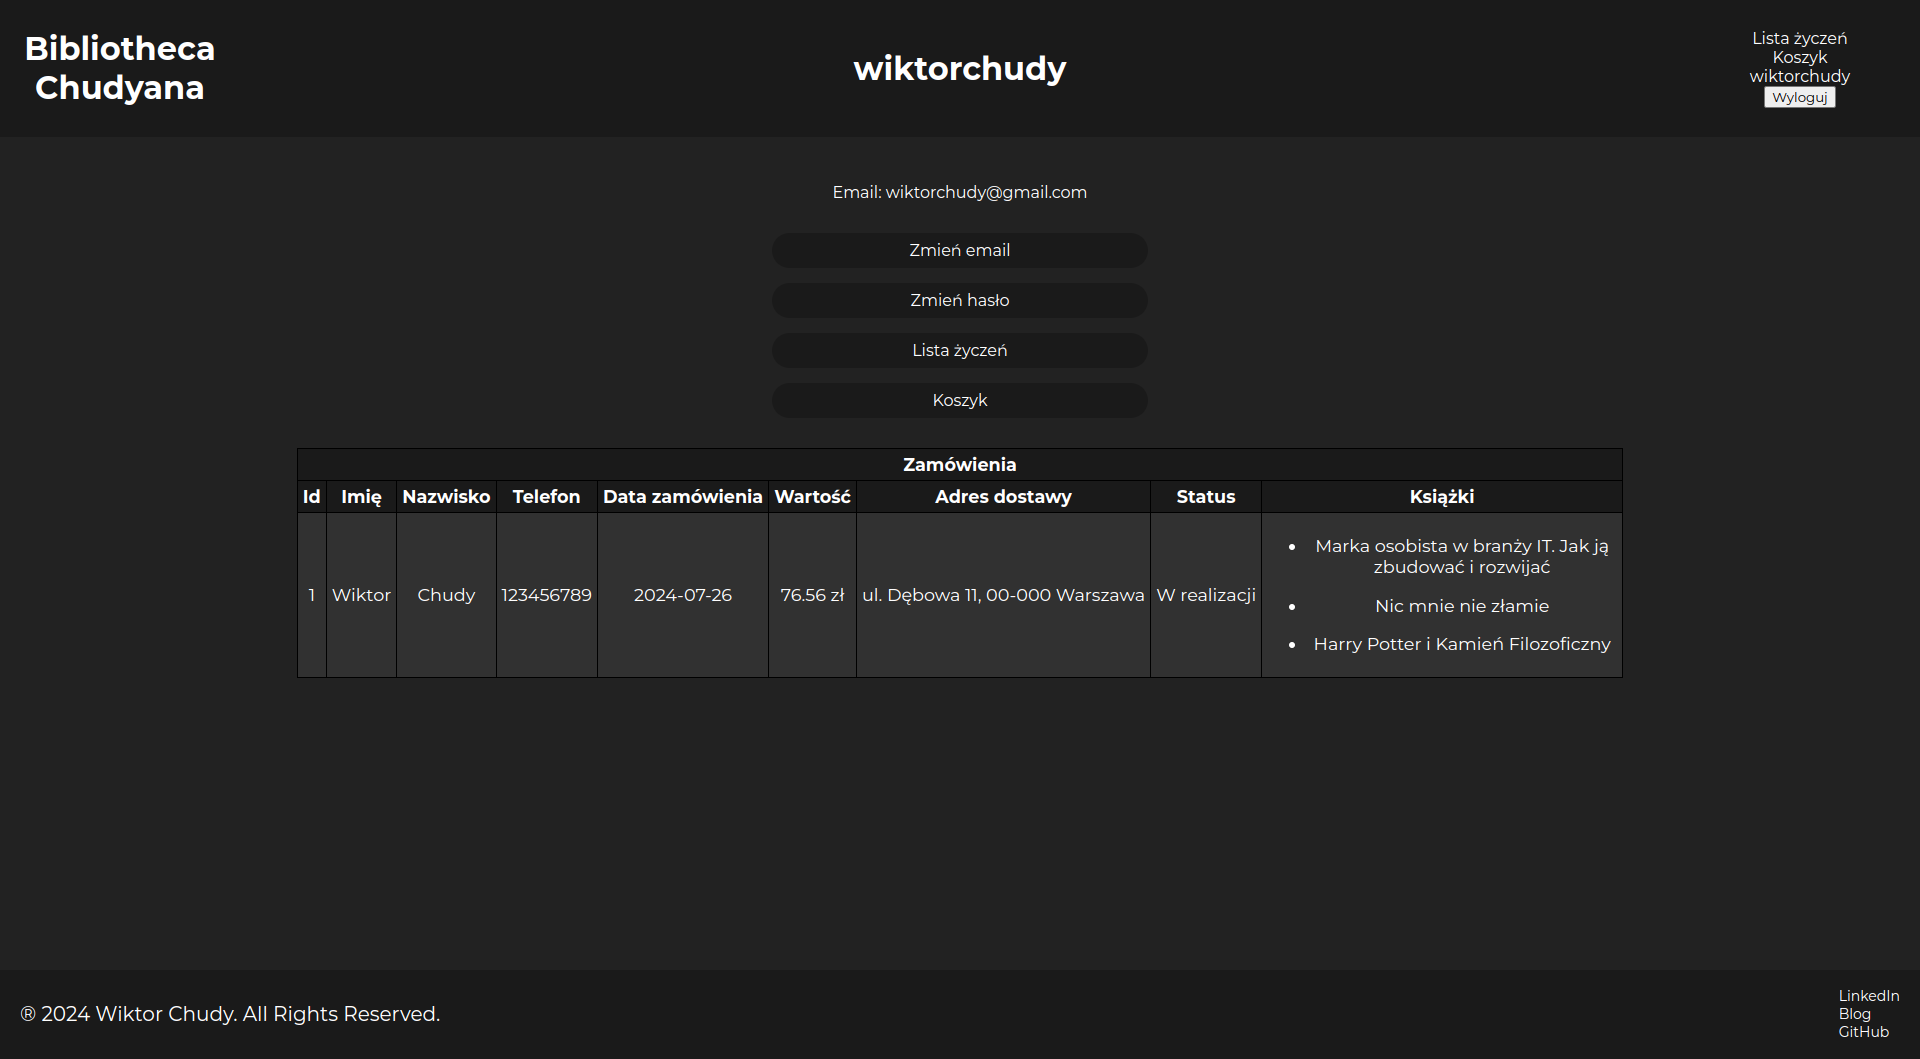 Bibliotheca
Chudyana
wiktorchudy
Lista życzeń
Koszyk
wiktorchudy
Wyloguj
Email: wiktorchudy@gmail.com
Zmień email
Zmień hasło
Lista życzeń
Koszyk
Zamówienia
Id Imię Nazwisko Telefon Data zamówienia Wartość Adres dostawy Status Książki
1 Wiktor Chudy 123456789 2024-07-26 76.56 zł ul. Dębowa 11, 00-000 Warszawa W realizacji
• Marka osobista w branży IT. Jak ją
zbudować i rozwijać
• Nic mnie nie złamie
• Harry Potter i Kamień Filozoficzny
® 2024 Wiktor Chudy. All Rights Reserved.
LinkedIn
Blog
GitHub